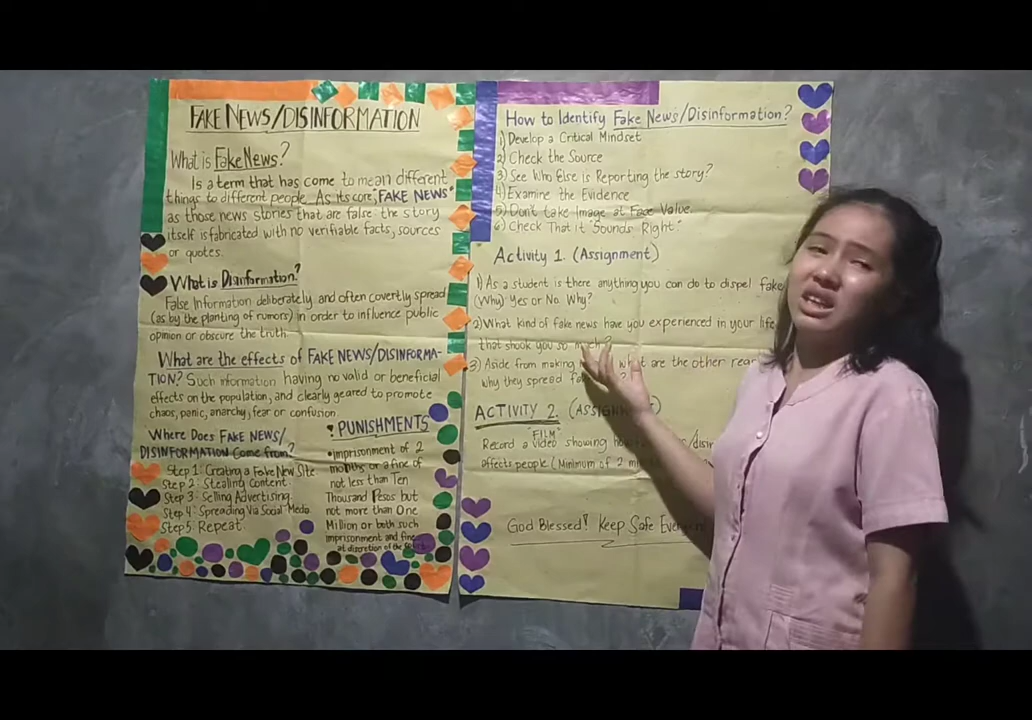 FAKE NEWS/DISINFORMATION
What is Fake News?
Is a term that has come to mean different
things to different people. As its core, "FAKE NEWS"
as those news stories that are false: the story
itself is fabricated with no verifiable facts, sources
or quotes.
What is Disinformation?
False Information deliberately and often covertly spread
(as by the planting of rumors) in order to influence public
opinion or obscure the truth.
What are the effects of FAKE NEWS/DISINFORMA-
TION? Such information having no valid or beneficial
effects on the population, and clearly geared to promote
chaos, panic, anarchy, fear or confusion.
Where Does FAKE NEWS/
DISINFORMATION Come from?
Step 1: Creating a Fake New Site
Step 2: Stealing Content.
Step 3: Selling Advertising.
Step 4: Spreading Via Social Media
Step 5: Repeat.
PUNISHMENTS
imprisonment of 2
months or a fine of
not less than Ten
Thousand Pesos but
not more than One
Million or both such
imprisonment and fine
at discretion of the
How to Identify Fake News/Disinformation?
1) Develop a Critical Mindset
2) Check the Source
3) See Who Else is Reporting the story?
4) Examine the Evidence
5) Don't take Image at Face Value.
6) Check That it "Sounds Right."
Activity 1. (Assignment)
1) As a student is there anything you can do to dispel fake
(Why) Yes or No. Why?
2) What kind of fake news have you experienced in your life
that shook you so much?
3) Aside from making what are the other
why they spread
ACTIVITY 2. (ASSIGNMENT)
"FILM"
Record a video showing
affects people (Minimum of 2
God Blessed! Keep Safe